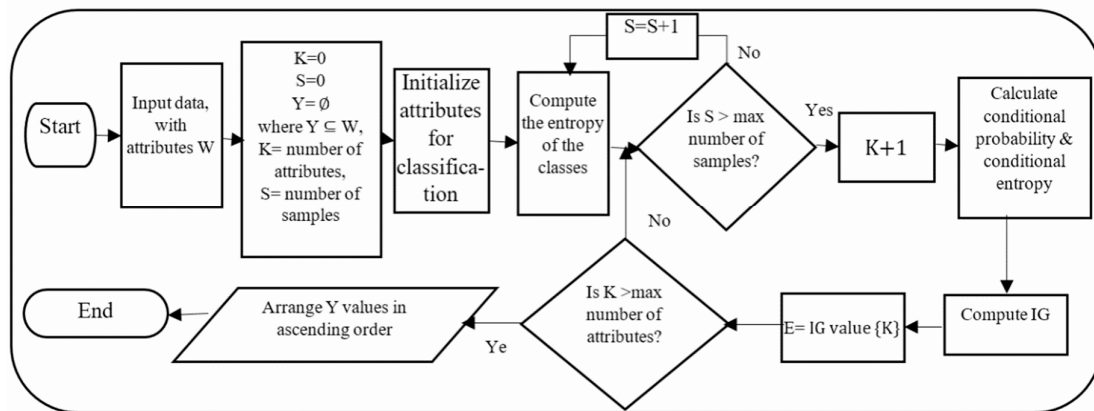 Start
Input data,
with
attributes W
K=0
S=0
Y= ∅
where Y ⊆ W,
K= number of
attributes,
S= number of
samples
Initialize
attributes
for
classifica-
tion
S=S+1
Compute
the entropy
of the
classes
No
Is S > max
number of
samples?
Yes
K+1
Calculate
conditional
probability &
conditional
entropy
Compute IG
E= IG value {K}
No
Is K >max
number of
attributes?
Ye
Arrange Y values in
ascending order
End